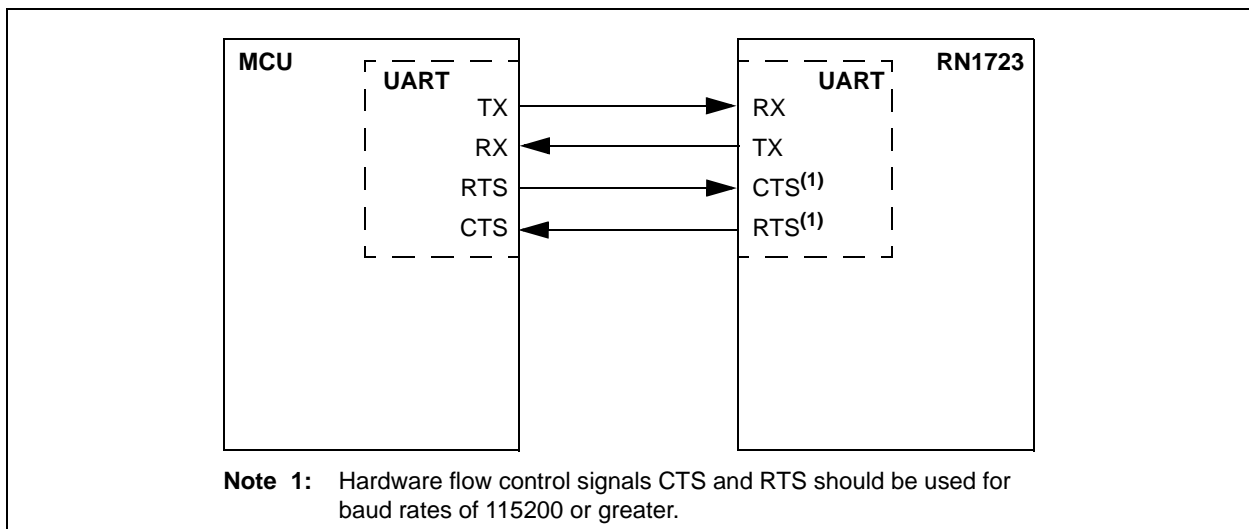 MCU
RN1723
UART
UART
TX
RX
RX
TX
RTS
CTS(1)
CTS
RTS(1)
Note 1: Hardware flow control signals CTS and RTS should be used for
baud rates of 115200 or greater.